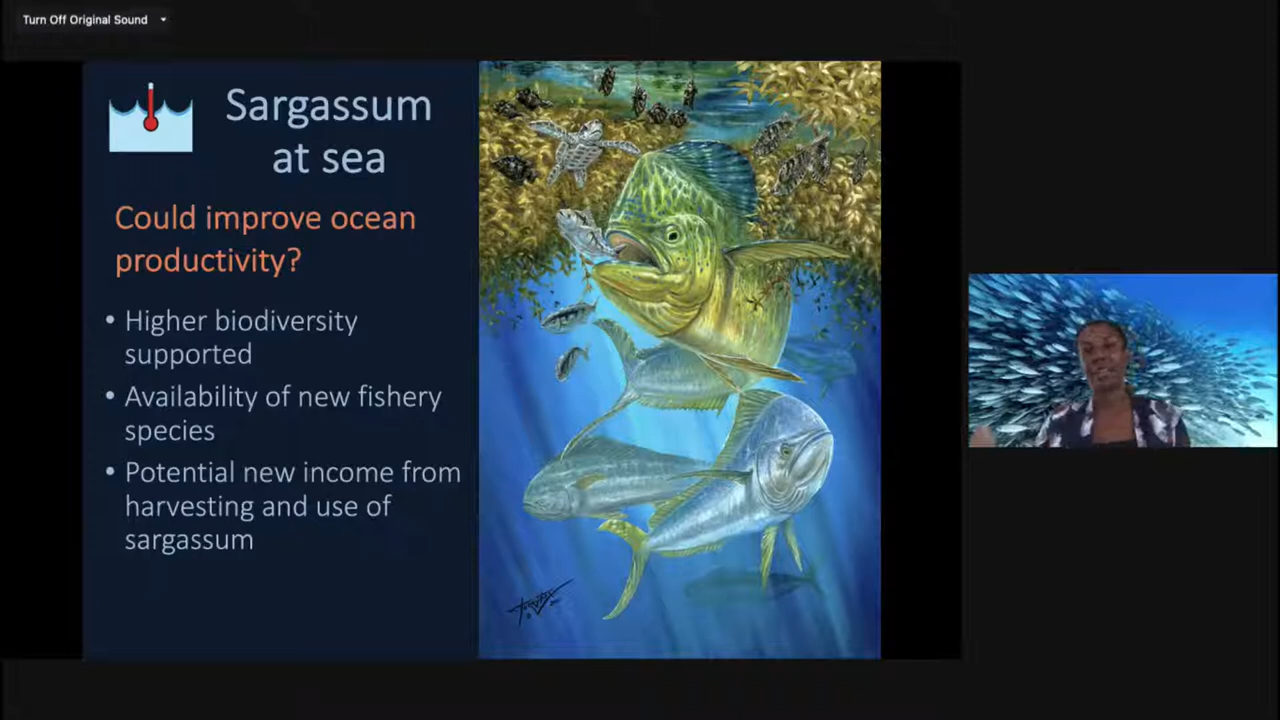 Turn Off Original Sound
Sargassum
at sea
Could improve ocean
productivity?
• Higher biodiversity
supported
• Availability of new fishery
species
• Potential new income from
harvesting and use of
sargassum